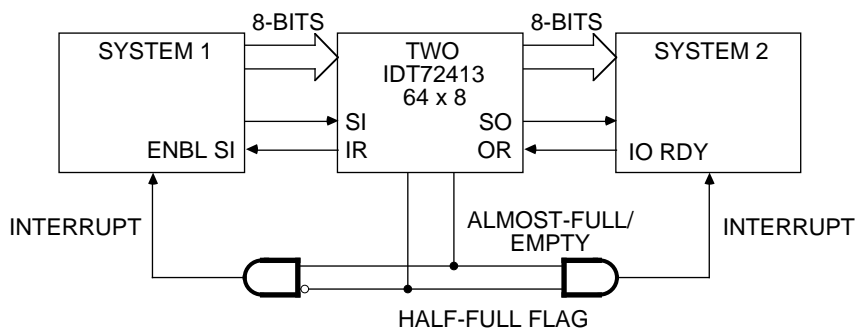 8-BITS
8-BITS
SYSTEM 1
TWO
IDT72413
64 x 8
SYSTEM 2
SI
SO
ENBL SI
IR
OR
IO RDY
INTERRUPT
ALMOST-FULL/
EMPTY
INTERRUPT
HALF-FULL FLAG